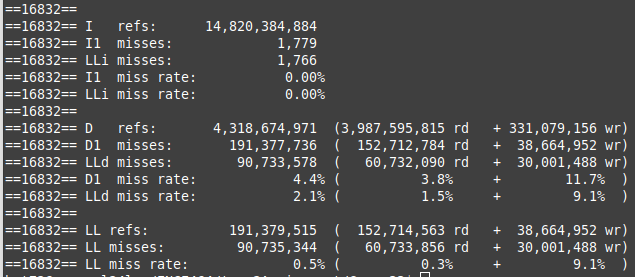 ==16832==
==16832== I   refs:      14,820,384,884
==16832== I1  misses:             1,779
==16832== LLi misses:             1,766
==16832== I1  miss rate:           0.00%
==16832== LLi miss rate:           0.00%
==16832==
==16832== D   refs:       4,318,674,971  (3,987,595,815 rd   + 331,079,156 wr)
==16832== D1  misses:       191,377,736  (  152,712,784 rd   +  38,664,952 wr)
==16832== LLd misses:        90,733,578  (   60,732,090 rd   +  30,001,488 wr)
==16832== D1  miss rate:            4.4% (          3.8%     +        11.7%  )
==16832== LLd miss rate:            2.1% (          1.5%     +         9.1%  )
==16832==
==16832== LL refs:          191,379,515  (  152,714,563 rd   +  38,664,952 wr)
==16832== LL misses:         90,735,344  (   60,733,856 rd   +  30,001,488 wr)
==16832== LL miss rate:             0.5% (          0.3%     +         9.1%  )